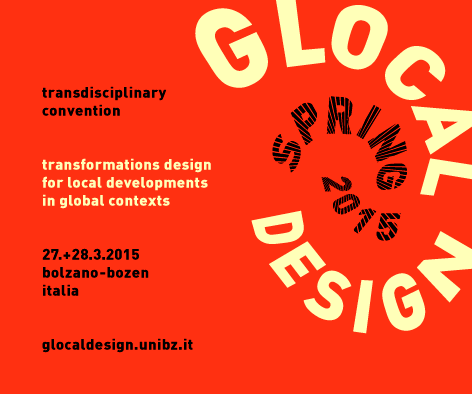 GLOCAL
DESIGN
SPRING
2015
transdisciplinary
convention
transformations design
for local developments
in global contexts
27.+28.3.2015
bolzano-bozen
italia
glocaldesign.unibz.it